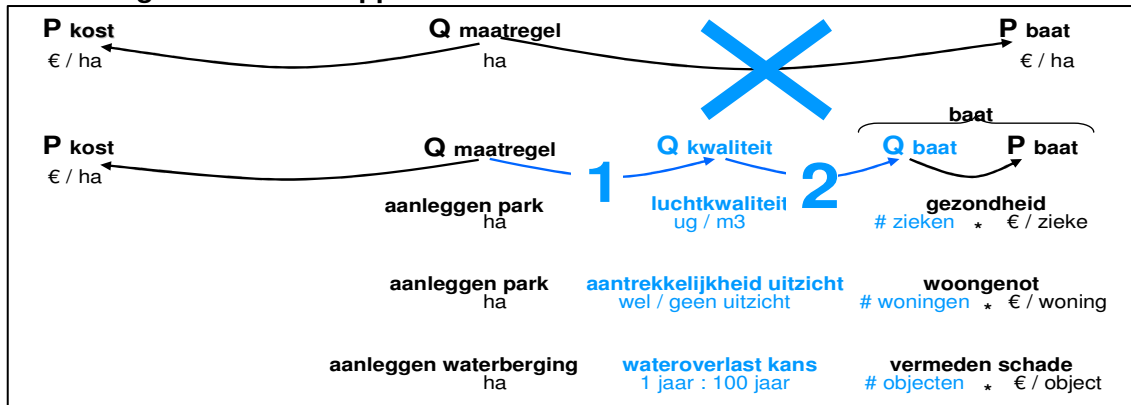 P kost Q maatregel P baat
€ / ha ha € / ha
baat
P kost Q maatregel Q kwaliteit Q baat P baat
€ / ha
1 2
aanleggen park luchtkwaliteit gezondheid
ha ug / m3 # zieken * € / zieke
aanleggen park aantrekkelijkheid uitzicht woongenot
ha wel / geen uitzicht # woningen * € / woning
aanleggen waterberging wateroverlast kans vermeden schade
ha 1 jaar : 100 jaar # objecten * € / object